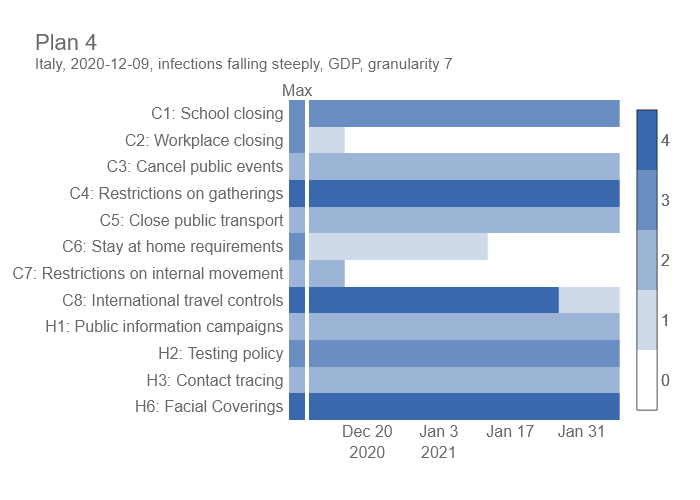 Plan 4
Italy, 2020-12-09, infections falling steeply, GDP, granularity 7
Max
C1: School closing
C2: Workplace closing
C3: Cancel public events
C4: Restrictions on gatherings
C5: Close public transport
C6: Stay at home requirements
C7: Restrictions on internal movement
C8: International travel controls
H1: Public information campaigns
H2: Testing policy
H3: Contact tracing
H6: Facial Coverings
4
3
2
1
0
Dec 20 Jan 3 Jan 17 Jan 31
2020 2021